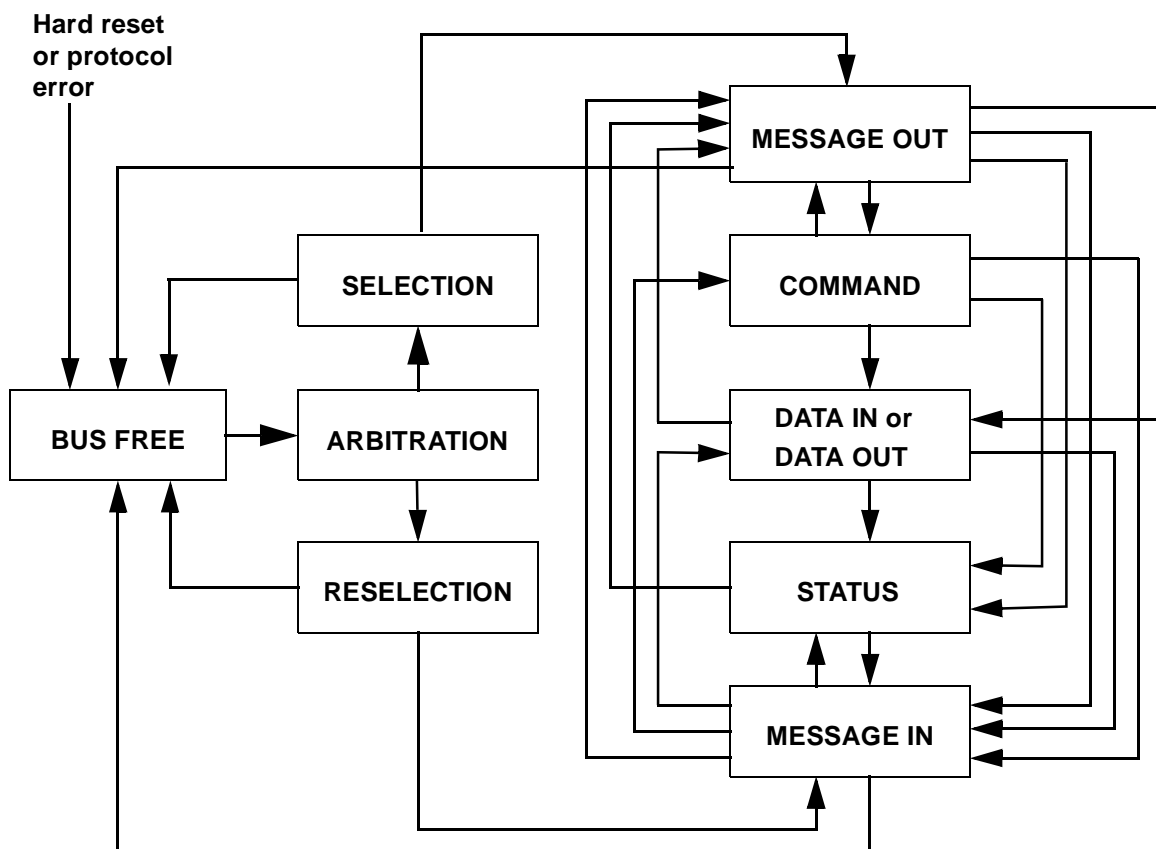 Hard reset
or protocol
error
MESSAGE OUT
SELECTION
COMMAND
BUS FREE
ARBITRATION
DATA IN or
DATA OUT
RESELECTION
STATUS
MESSAGE IN